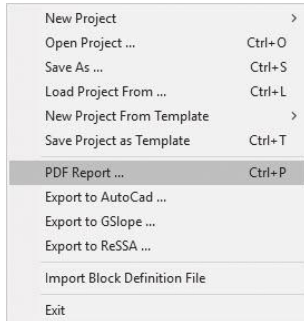 New Project >
Open Project ... Ctrl+O
Save As ... Ctrl+S
Load Project From ... Ctrl+L
New Project From Template >
Save Project as Template Ctrl+T
PDF Report ... Ctrl+P
Export to AutoCad ...
Export to GSlope ...
Export to ReSSA ...
Import Block Definition File
Exit